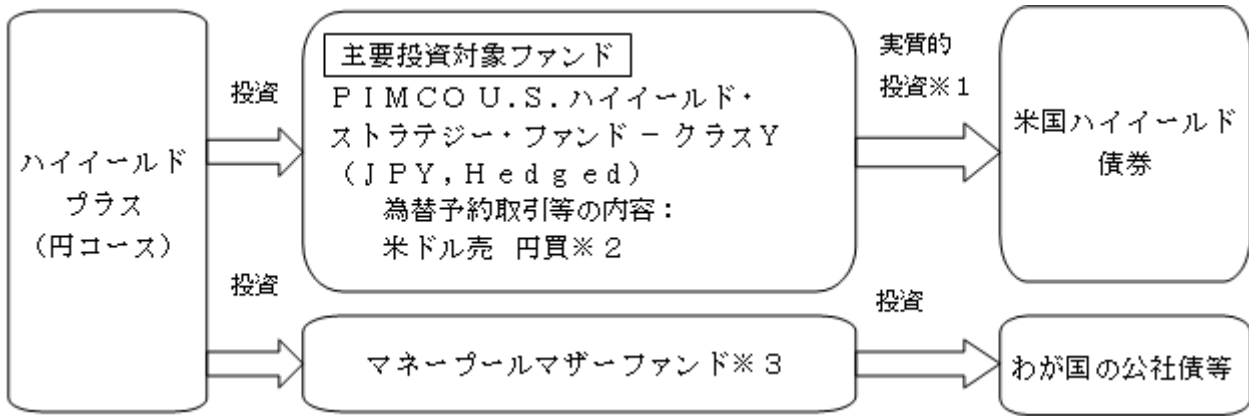 ハイイールド
プラス
(円コース)
投資
投資
主要投資対象ファンド
ＰＩＭＣＯ Ｕ.Ｓ.ハイイールド・
ストラテジー・ファンド － クラスＹ
(ＪＰＹ,Ｈｅｄｇｅｄ)
為替予約取引等の内容：
米ドル売 円買※２
マネープールマザーファンド※３
実質的
投資※１
投資
米国ハイイールド
債券
わが国の公社債等